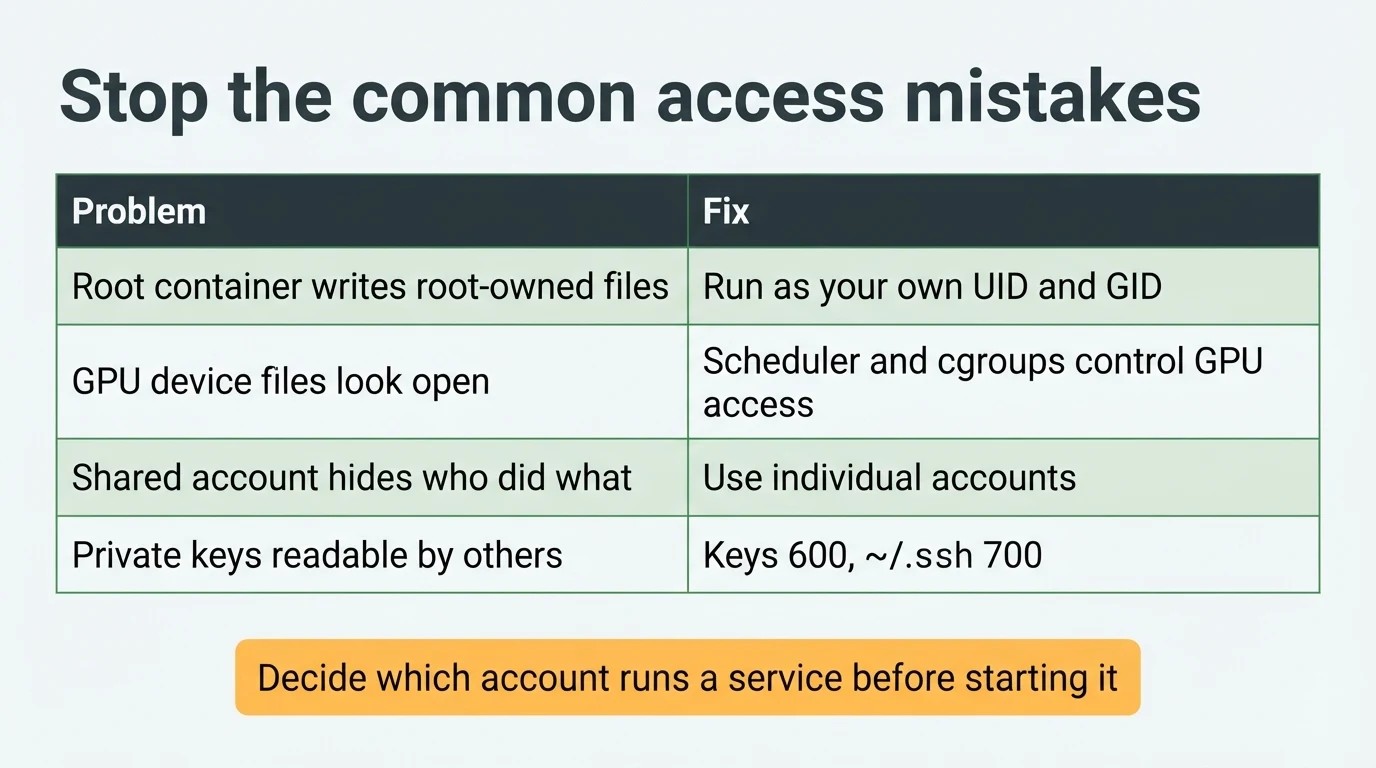 Stop the common access mistakes
Problem
Fix
Root container writes root-owned files
Run as your own UID and GID
GPU device files look open
Scheduler and cgroups control GPU
access
Shared account hides who did what
Use individual accounts
Private keys readable by others
Keys 600, ~/.ssh 700
Decide which account runs a service before starting it